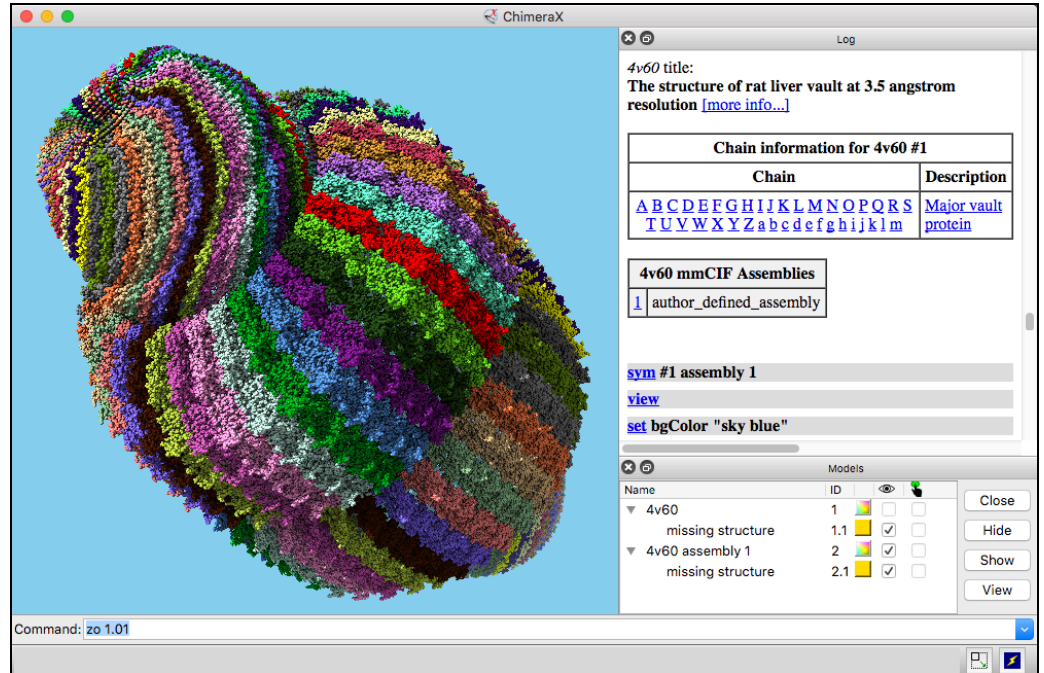 ChimeraX
Log
4v60 title:
The structure of rat liver vault at 3.5 angstrom
resolution [more info...]
Chain information for 4v60 #1
Chain Description
A B C D E F G H I J K L M N O P Q R S
T U V W X Y Z a b c d e f g h i j k l m
Major vault
protein
4v60 mmCIF Assemblies
1 author_defined_assembly
sym #1 assembly 1
view
set bgColor "sky blue"
Models
Name ID
4v60 1
missing structure 1.1
4v60 assembly 1 2
missing structure 2.1
Close
Hide
Show
View
Command: zo 1.01